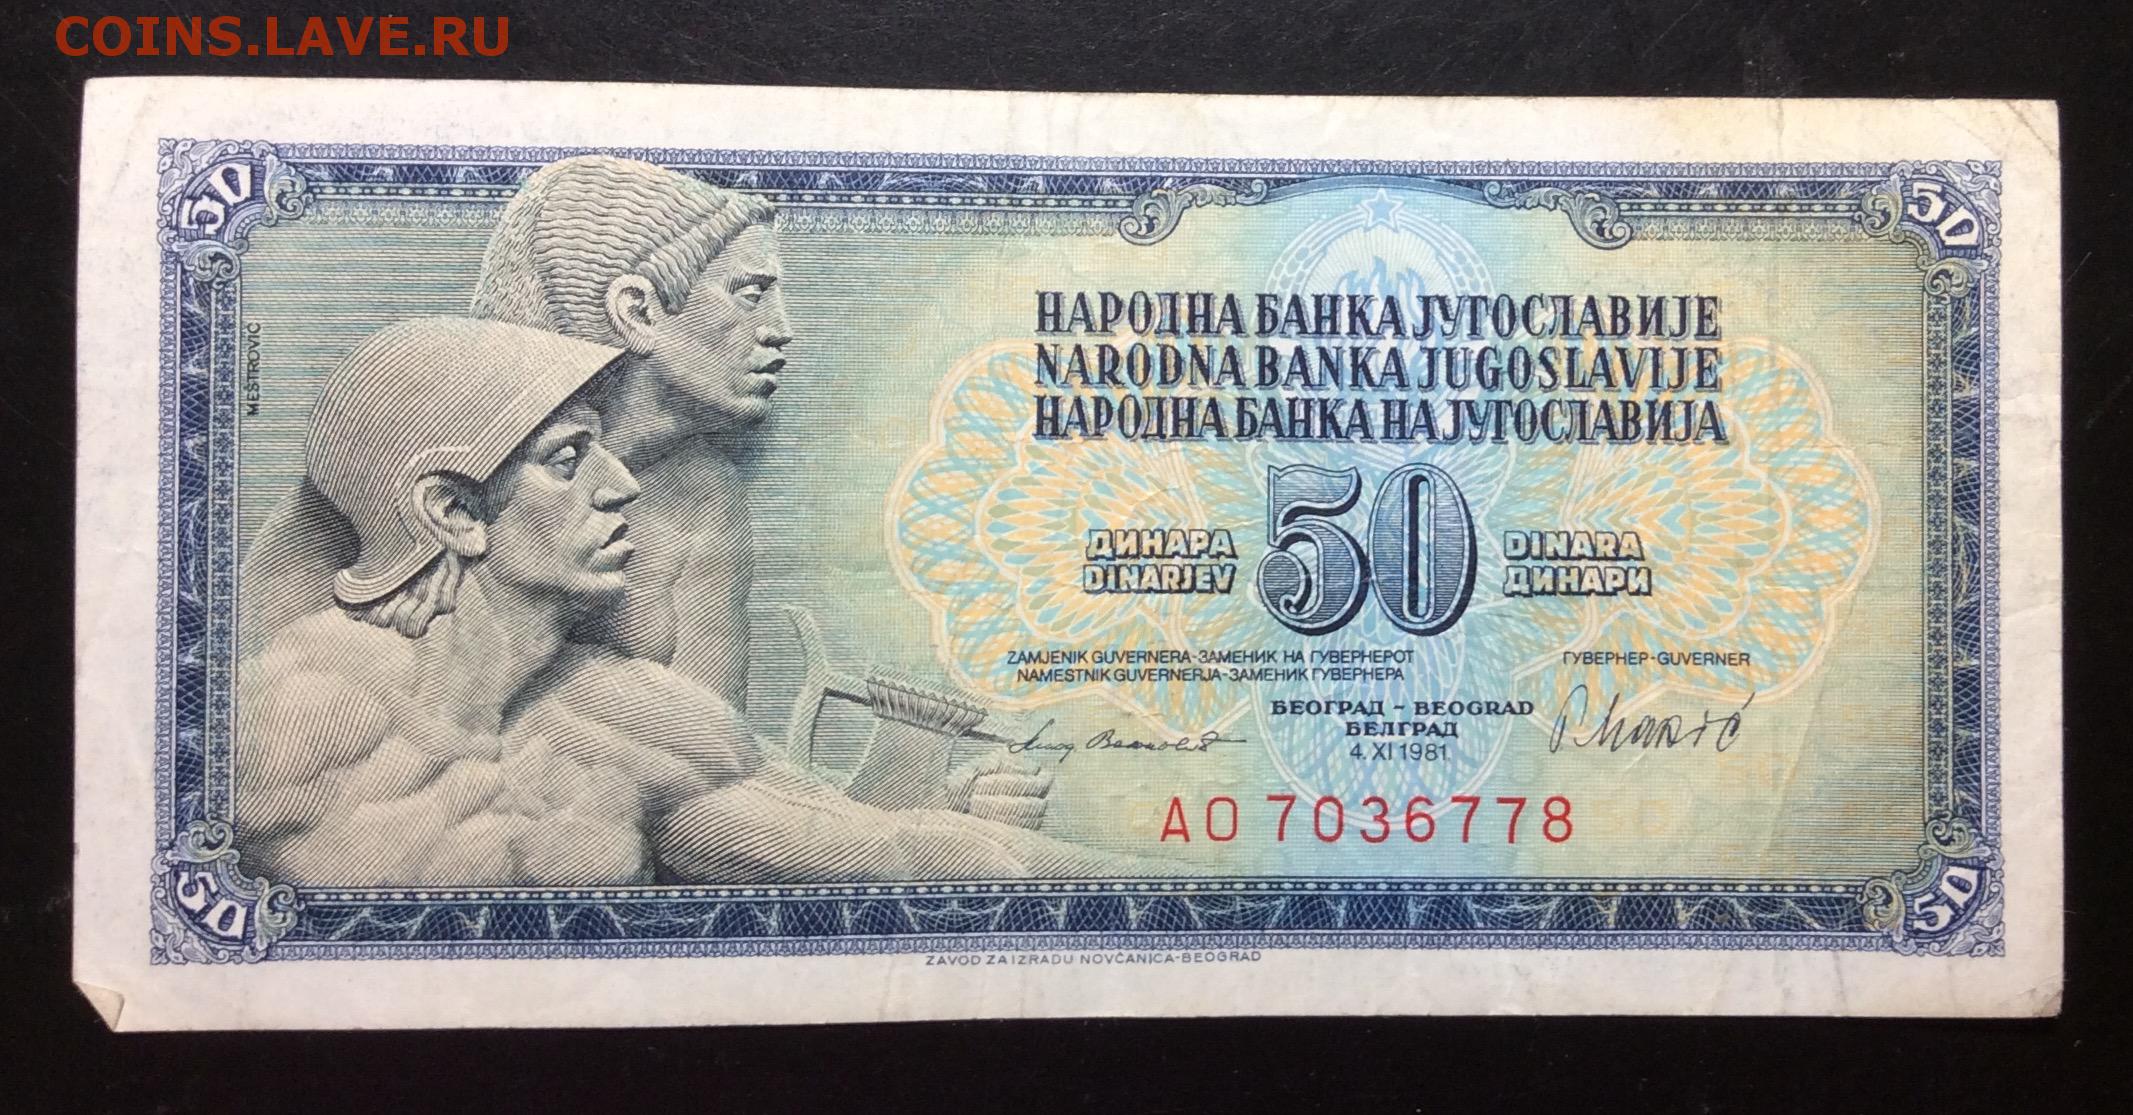 COINS.LAVE.RU
50
50
MEŠTROVIĆ
НАРОДНА БАНКА ЈУГОСЛАВИЈЕ
NARODNA BANKA JUGOSLAVIJE
НАРОДНА БАНКА НА ЈУГОСЛАВИЈА
ДИНАРА 50 DINARA
DINARJEV ДИНАРИ
ZAMJENIK GUVERNERA-ЗАМЕНИК НА ГУВЕРНЕРОТ ГУВЕРНЕР-GUVERNER
NAMESTNIK GUVERNERJA-ЗАМЕНИК ГУВЕРНЕРА
БЕОГРАД - BEOGRAD
БЕЛГРАД
4. XI 1981
АО 7036778
50
50
ZAVOD ZA IZRADU NOVČANICA-BEOGRAD